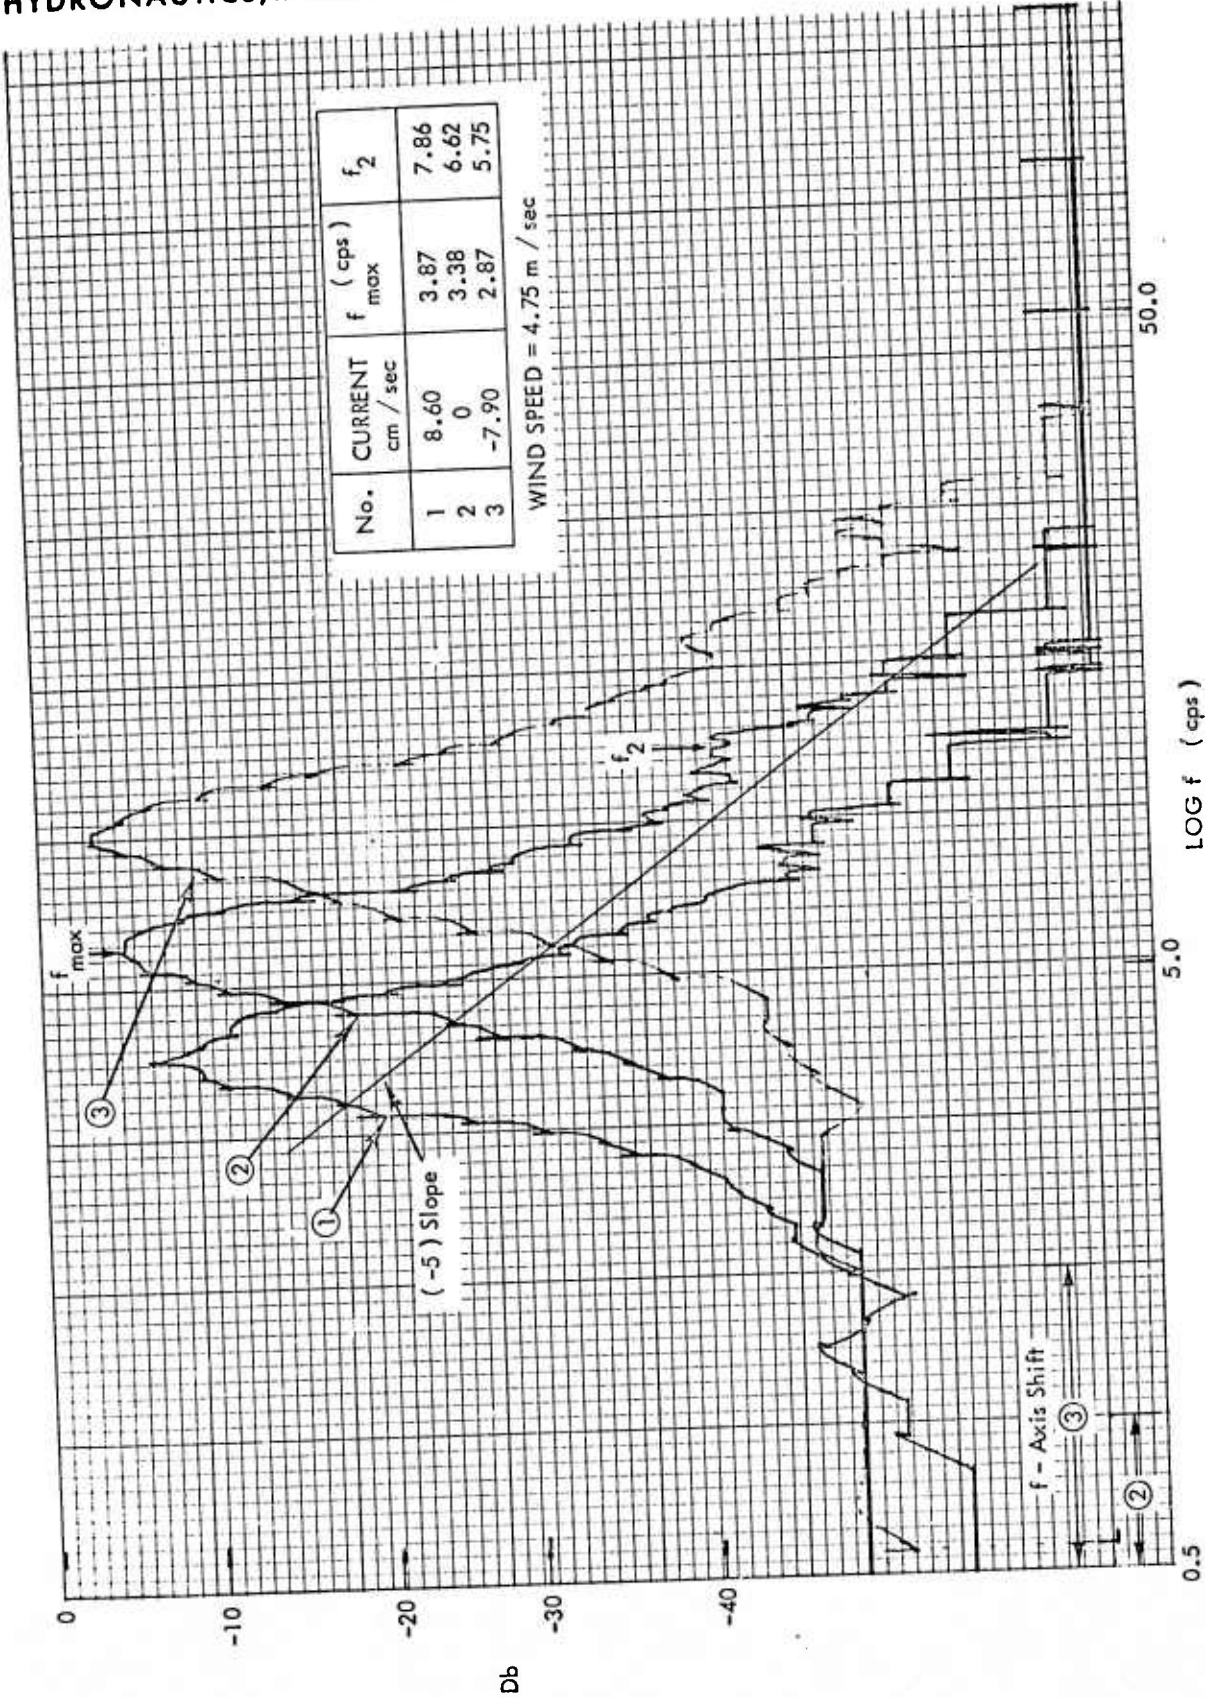 HYDRONAUTICS,
f max
3
2
1
(-5) Slope
f2
No. CURRENT cm / sec f max (cps) f2
1 8.60 3.87 7.86
2 0 3.38 6.62
3 -7.90 2.87 5.75
WIND SPEED = 4.75 m / sec
f - Axis Shift
3
2
0
-10
-20
-30
-40
Db
0.5
5.0
50.0
LOG f (cps)